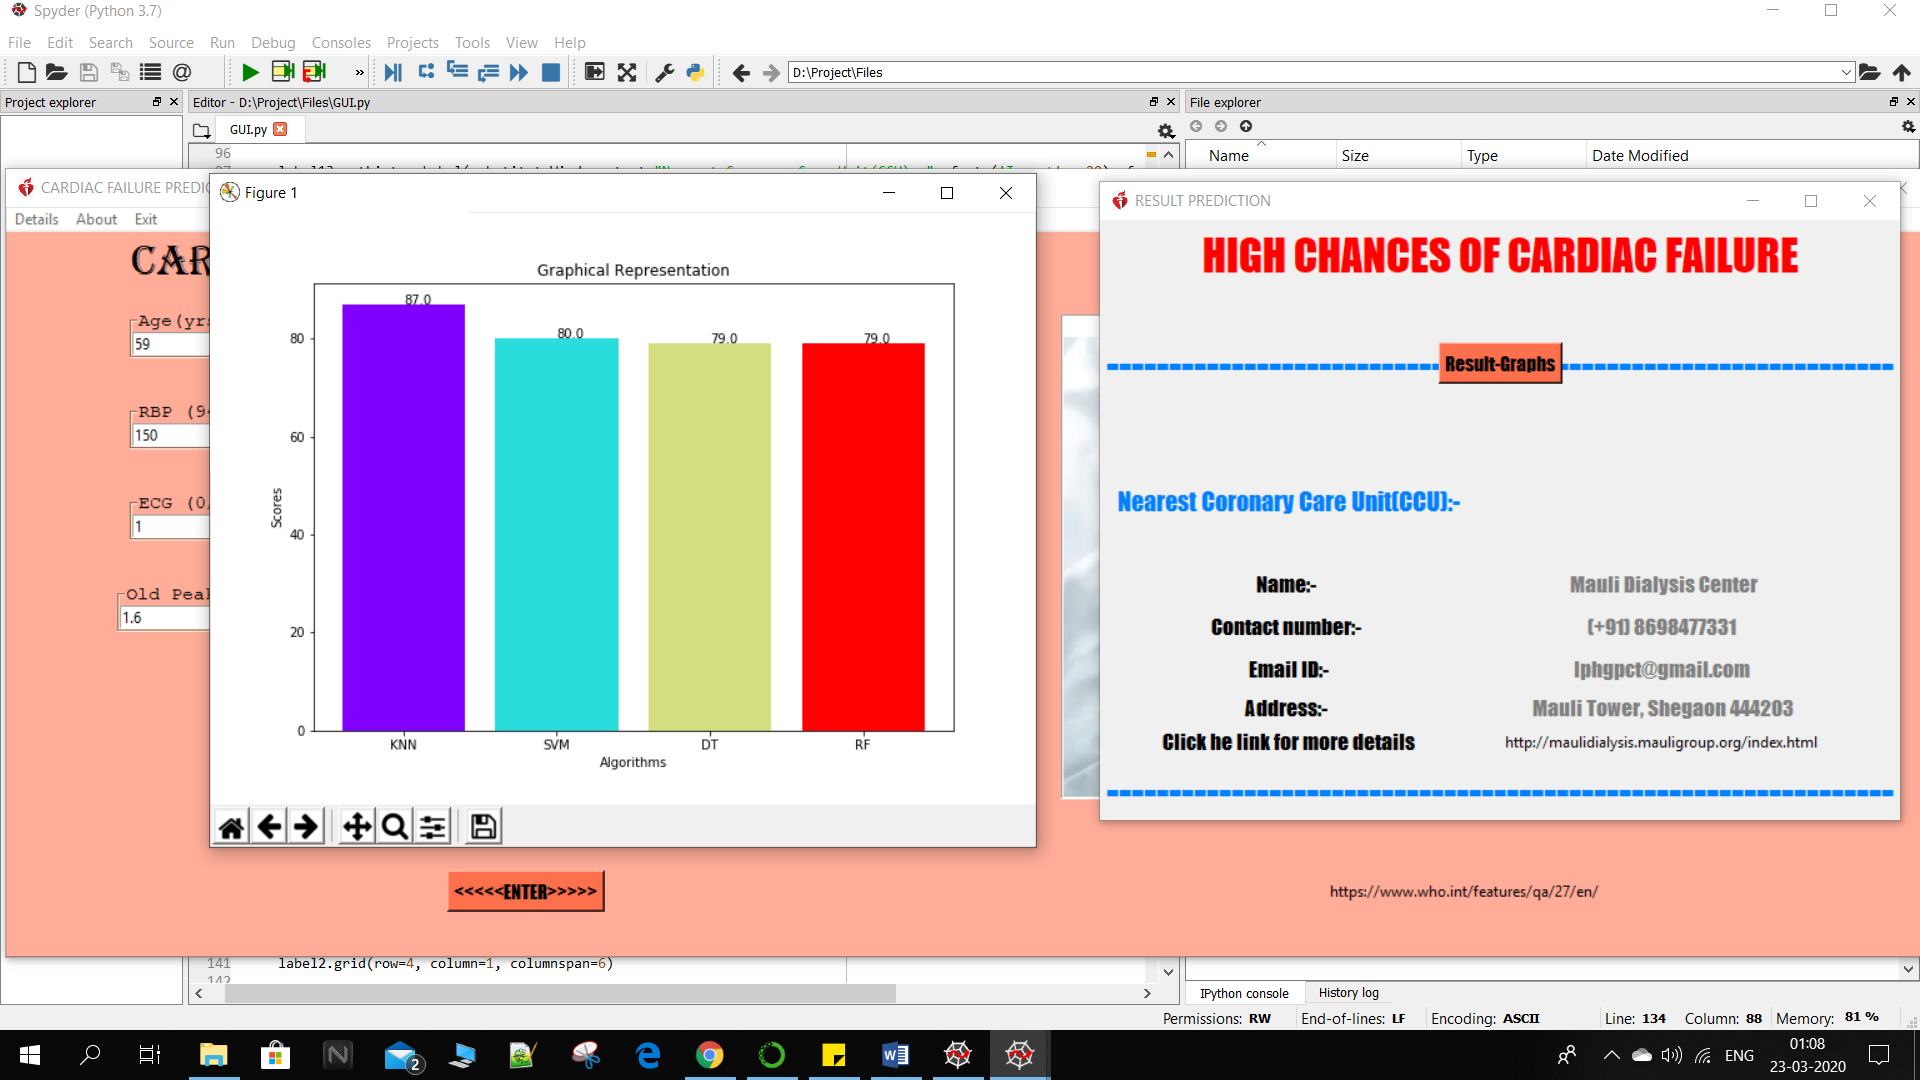 Spyder (Python 3.7)
File Edit Search Source Run Debug Consoles Projects Tools View Help
D:\Project\Files
Project explorer
Editor - D:\Project\Files\GUI.py
File explorer
GUI.py
Name Size Type Date Modified
96
CARDIAC FAILURE
Details About Exit
Age(yrs
59
RBP
150
ECG
1
Old Peak
1.6
<<<<<ENTER>>>>>
https://www.who.int/features/qa/27/en/
Figure 1
Graphical Representation
87.0
80.0
79.0
79.0
80
60
40
20
0
Scores
KNN SVM DT RF
Algorithms
RESULT PREDICTION
HIGH CHANCES OF CARDIAC FAILURE
Result-Graphs
Nearest Coronary Care Unit(CCU):-
Name:- Mauli Dialysis Center
Contact number:- (+91) 8698477331
Email ID:- lphgpct@gmail.com
Address:- Mauli Tower, Shegaon 444203
Click he link for more details http://maulidialysis.mauligroup.org/index.html
141 label2.grid(row=4, column=1, columnspan=6)
142
IPython console History log
Permissions: RW End-of-lines: LF Encoding: ASCII Line: 134 Column: 88 Memory: 81 %
2
ENG
01:08
23-03-2020